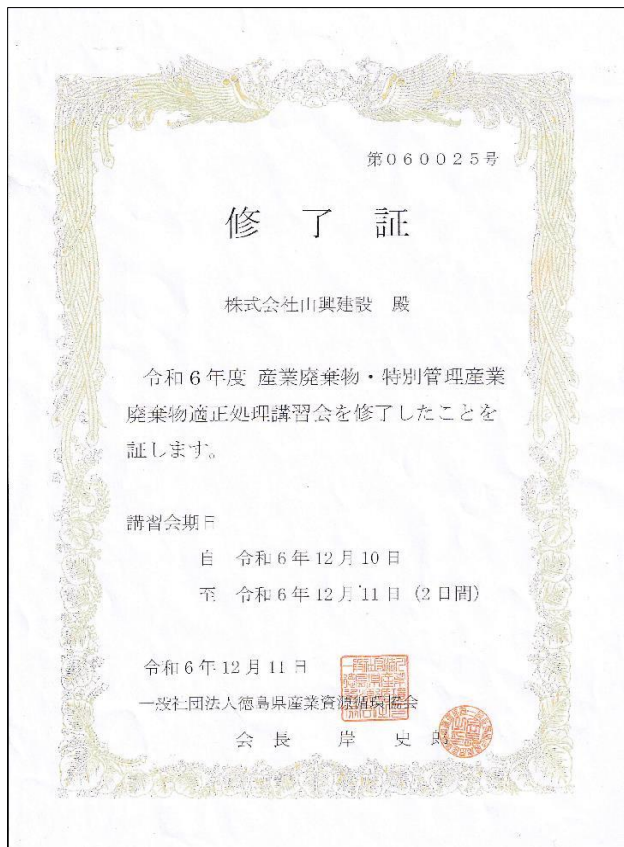 第060025号
修了証
株式会社山興建設 殿
令和6年度 産業廃棄物・特別管理産業
廃棄物適正処理講習会を修了したことを
証します。
講習会期日
自 令和6年12月10日
至 令和6年12月11日(2日間)
令和6年12月11日
一般社団法人徳島県産業資源循環協会
会長 岸 史郎